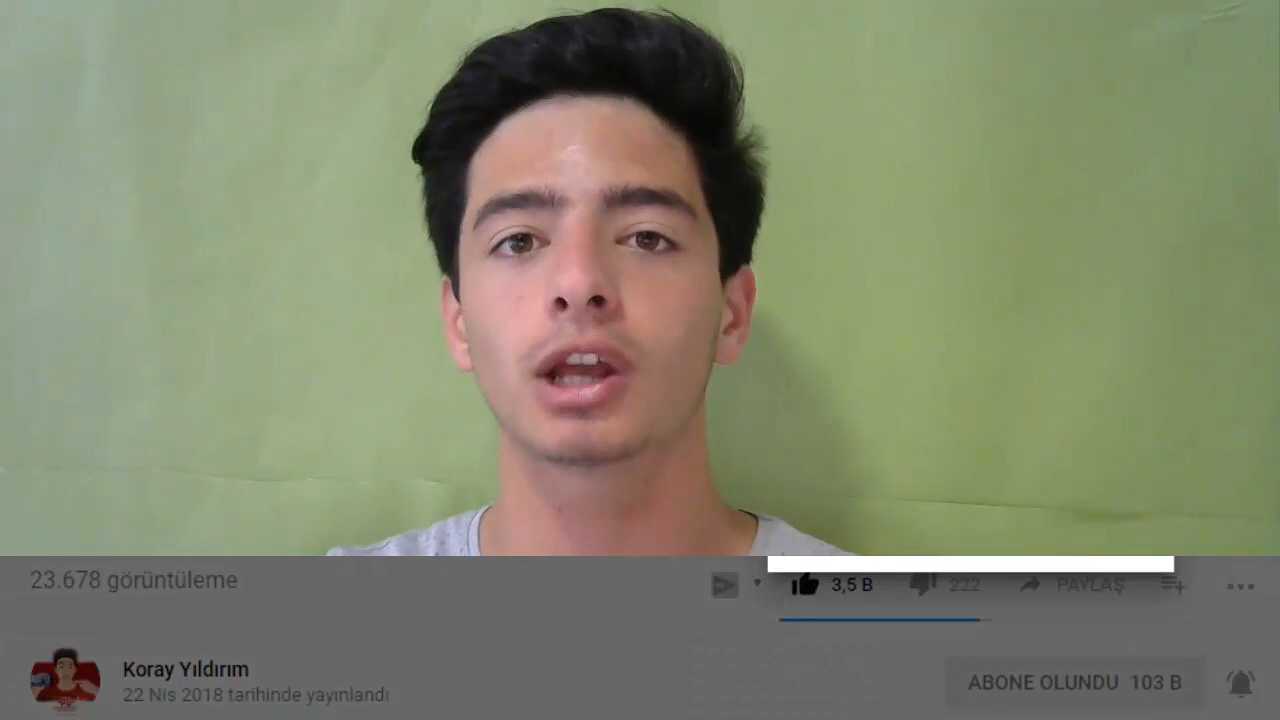 23.678 görüntüleme
3,5 B 222 PAYLAŞ
Koray Yıldırım
22 Nis 2018 tarihinde yayınlandı
ABONE OLUNDU 103 B